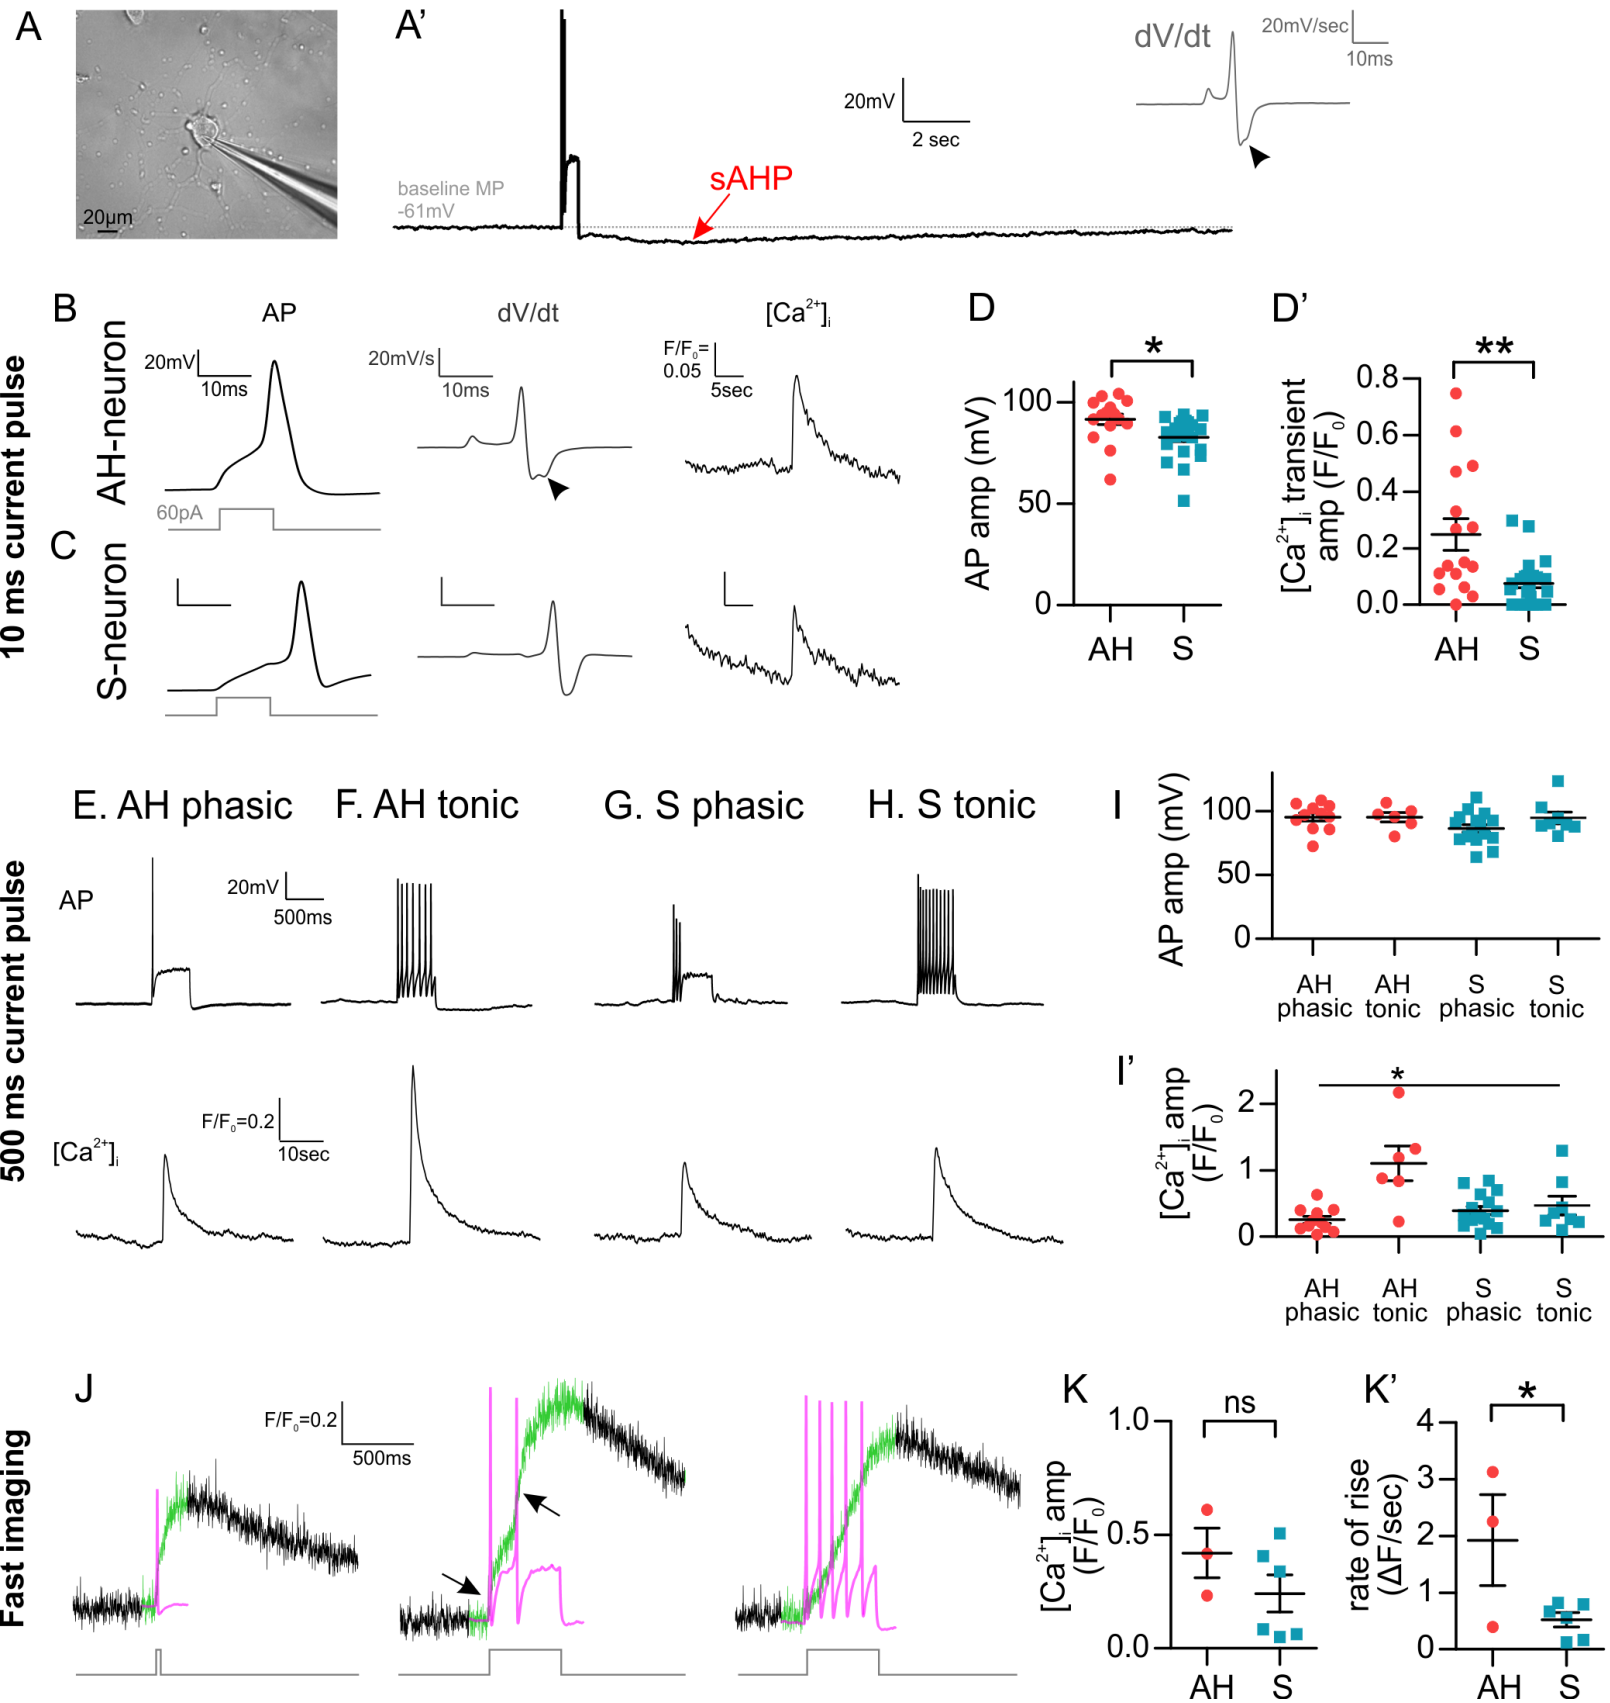 A
20µm
A'
baseline MP
-61mV
sAHP
20mV
2 sec
dV/dt
20mV/sec
10ms
10 ms current pulse
B
AH-neuron
AP
20mV
10ms
60pA
dV/dt
20mV/s
10ms
[Ca2+]i
F/F0=
0.05
5sec
C
S-neuron
D
*
AP amp (mV)
100
50
0
AH
S
D'
**
[Ca2+]i transient
amp (F/F0)
0.8
0.6
0.4
0.2
0.0
AH
S
500 ms current pulse
E. AH phasic
F. AH tonic
G. S phasic
H. S tonic
AP
20mV
500ms
[Ca2+]i
F/F0=0.2
10sec
I
AP amp (mV)
100
50
0
AH
phasic
AH
tonic
S
phasic
S
tonic
I'
*
[Ca2+]i amp
(F/F0)
2
1
0
AH
phasic
AH
tonic
S
phasic
S
tonic
Fast imaging
J
F/F0=0.2
500ms
K
ns
[Ca2+]i amp
(F/F0)
1.0
0.5
0.0
AH
S
K'
*
rate of rise
(ΔF/sec)
4
3
2
1
0
AH
S